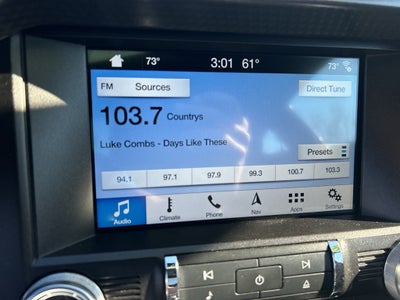 73° 3:01 61° 73°
FM Sources Direct Tune
103.7 Countrys
Luke Combs - Days Like These
Presets
94.1 97.1 97.9 99.3 100.7 103.3
Audio Climate Phone Nav Apps Settings